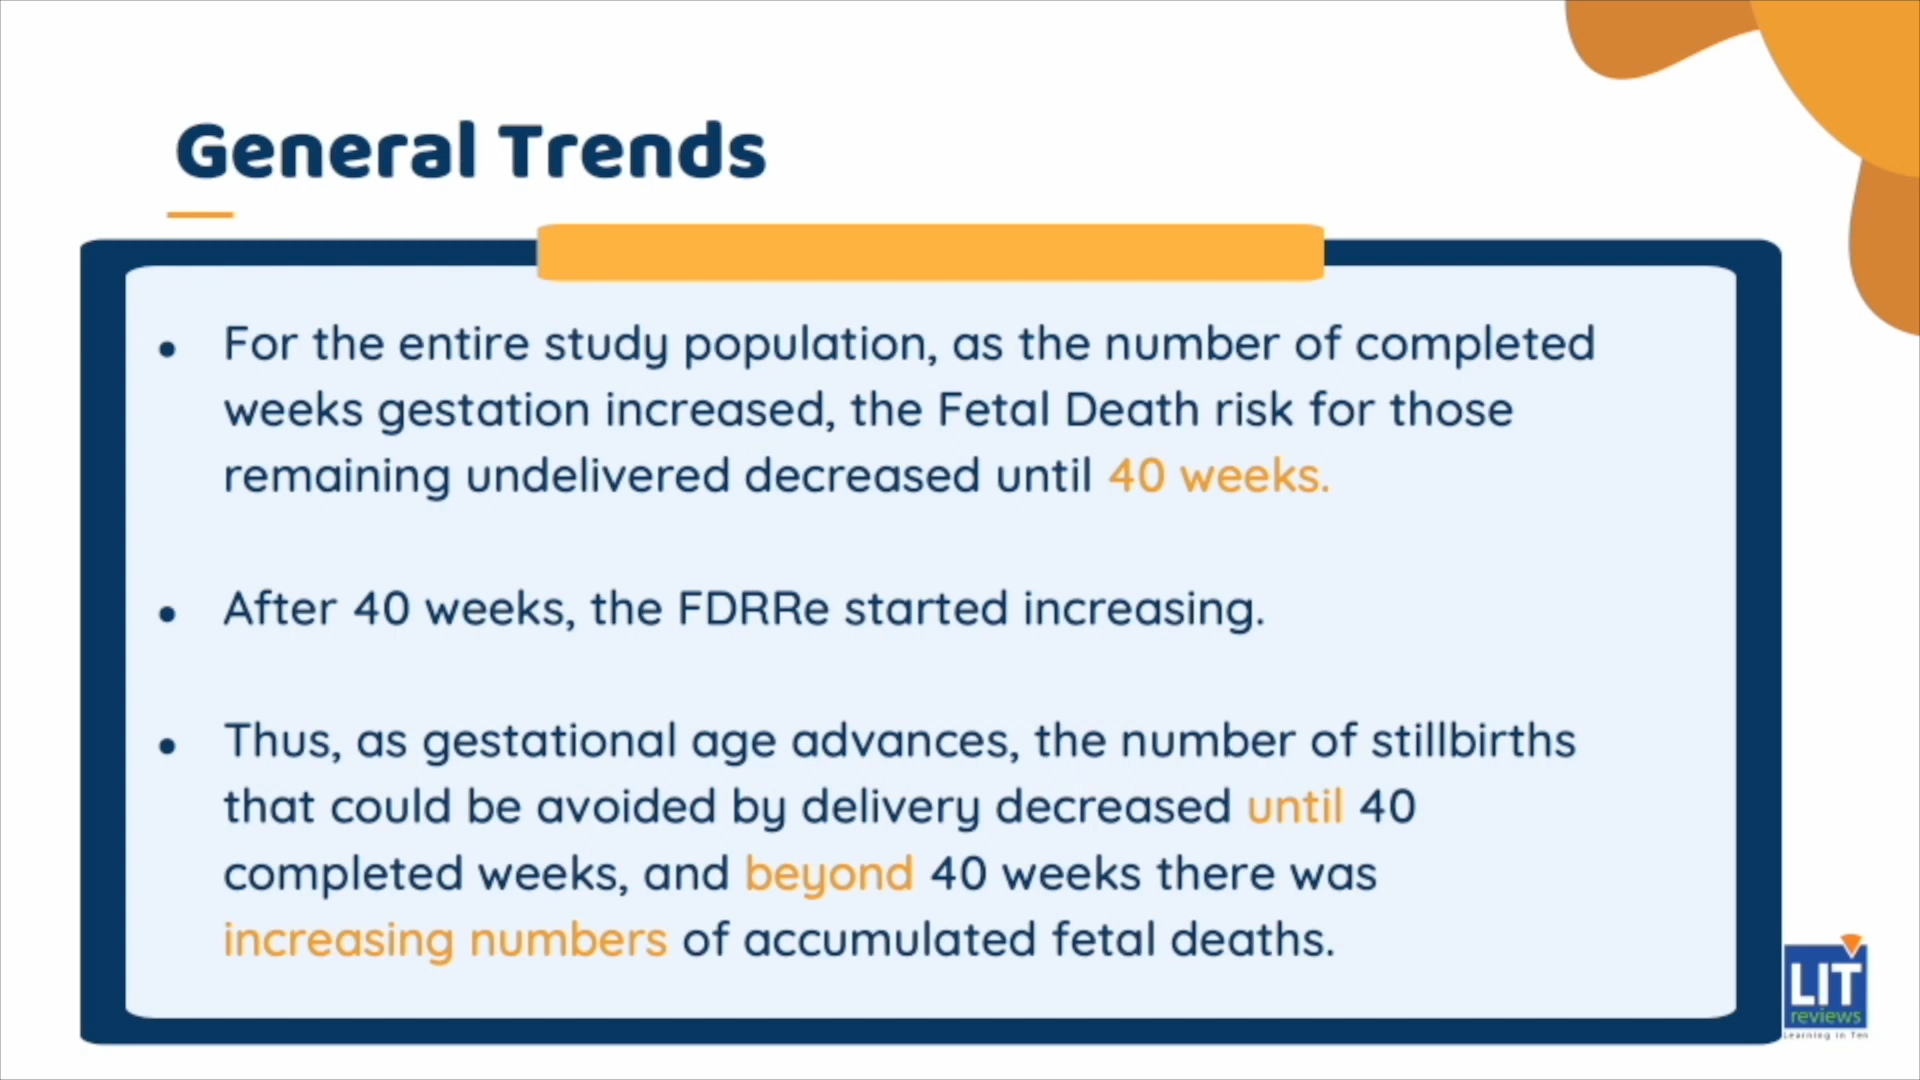 General Trends
• For the entire study population, as the number of completed
weeks gestation increased, the Fetal Death risk for those
remaining undelivered decreased until 40 weeks.
• After 40 weeks, the FDRRe started increasing.
• Thus, as gestational age advances, the number of stillbirths
that could be avoided by delivery decreased until 40
completed weeks, and beyond 40 weeks there was
increasing numbers of accumulated fetal deaths.
LIT
reviews
Learning in Ten